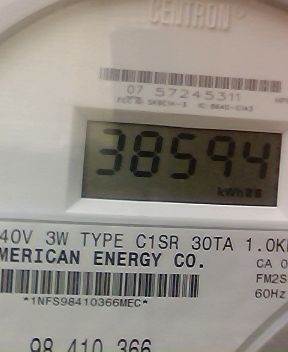 CENTRON®
07 57245311
38594
kWh
40V 3W TYPE C1SR 30TA 1.0K
MERICAN ENERGY CO.
CA 0
FM2S
60Hz
*1NFS98410366MEC*
98 410 366